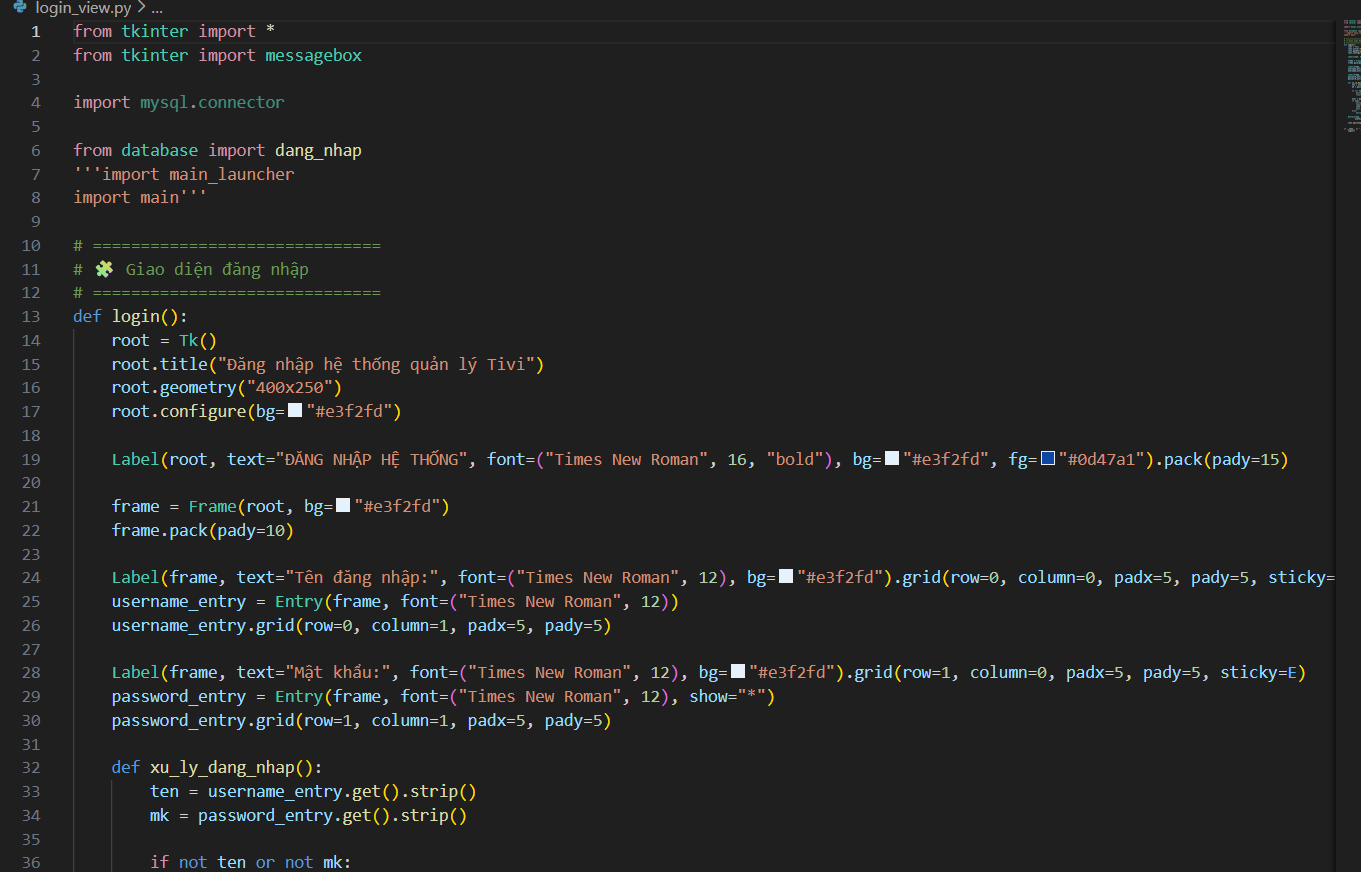 login_view.py > ...
1 from tkinter import *
2 from tkinter import messagebox
3
4 import mysql.connector
5
6 from database import dang_nhap
7 '''import main_launcher
8 import main'''
9
10 # ==============================
11 # 🧩 Giao diện đăng nhập
12 # ==============================
13 def login():
14     root = Tk()
15     root.title("Đăng nhập hệ thống quản lý Tivi")
16     root.geometry("400x250")
17     root.configure(bg="#e3f2fd")
18
19     Label(root, text="ĐĂNG NHẬP HỆ THỐNG", font=("Times New Roman", 16, "bold"), bg="#e3f2fd", fg="#0d47a1").pack(pady=15)
20
21     frame = Frame(root, bg="#e3f2fd")
22     frame.pack(pady=10)
23
24     Label(frame, text="Tên đăng nhập:", font=("Times New Roman", 12), bg="#e3f2fd").grid(row=0, column=0, padx=5, pady=5, sticky=
25     username_entry = Entry(frame, font=("Times New Roman", 12))
26     username_entry.grid(row=0, column=1, padx=5, pady=5)
27
28     Label(frame, text="Mật khẩu:", font=("Times New Roman", 12), bg="#e3f2fd").grid(row=1, column=0, padx=5, pady=5, sticky=E)
29     password_entry = Entry(frame, font=("Times New Roman", 12), show="*")
30     password_entry.grid(row=1, column=1, padx=5, pady=5)
31
32     def xu_ly_dang_nhap():
33         ten = username_entry.get().strip()
34         mk = password_entry.get().strip()
35
36         if not ten or not mk: